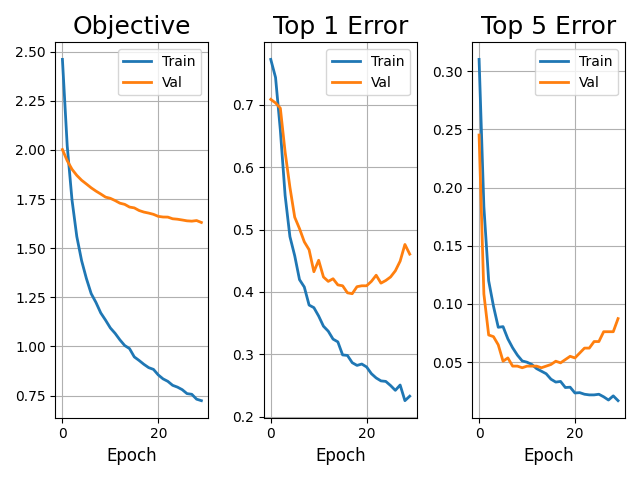 Objective
Train
Val
2.50
2.25
2.00
1.75
1.50
1.25
1.00
0.75
0
20
Epoch
Top 1 Error
Train
Val
0.7
0.6
0.5
0.4
0.3
0.2
0
20
Epoch
Top 5 Error
Train
Val
0.30
0.25
0.20
0.15
0.10
0.05
0
20
Epoch